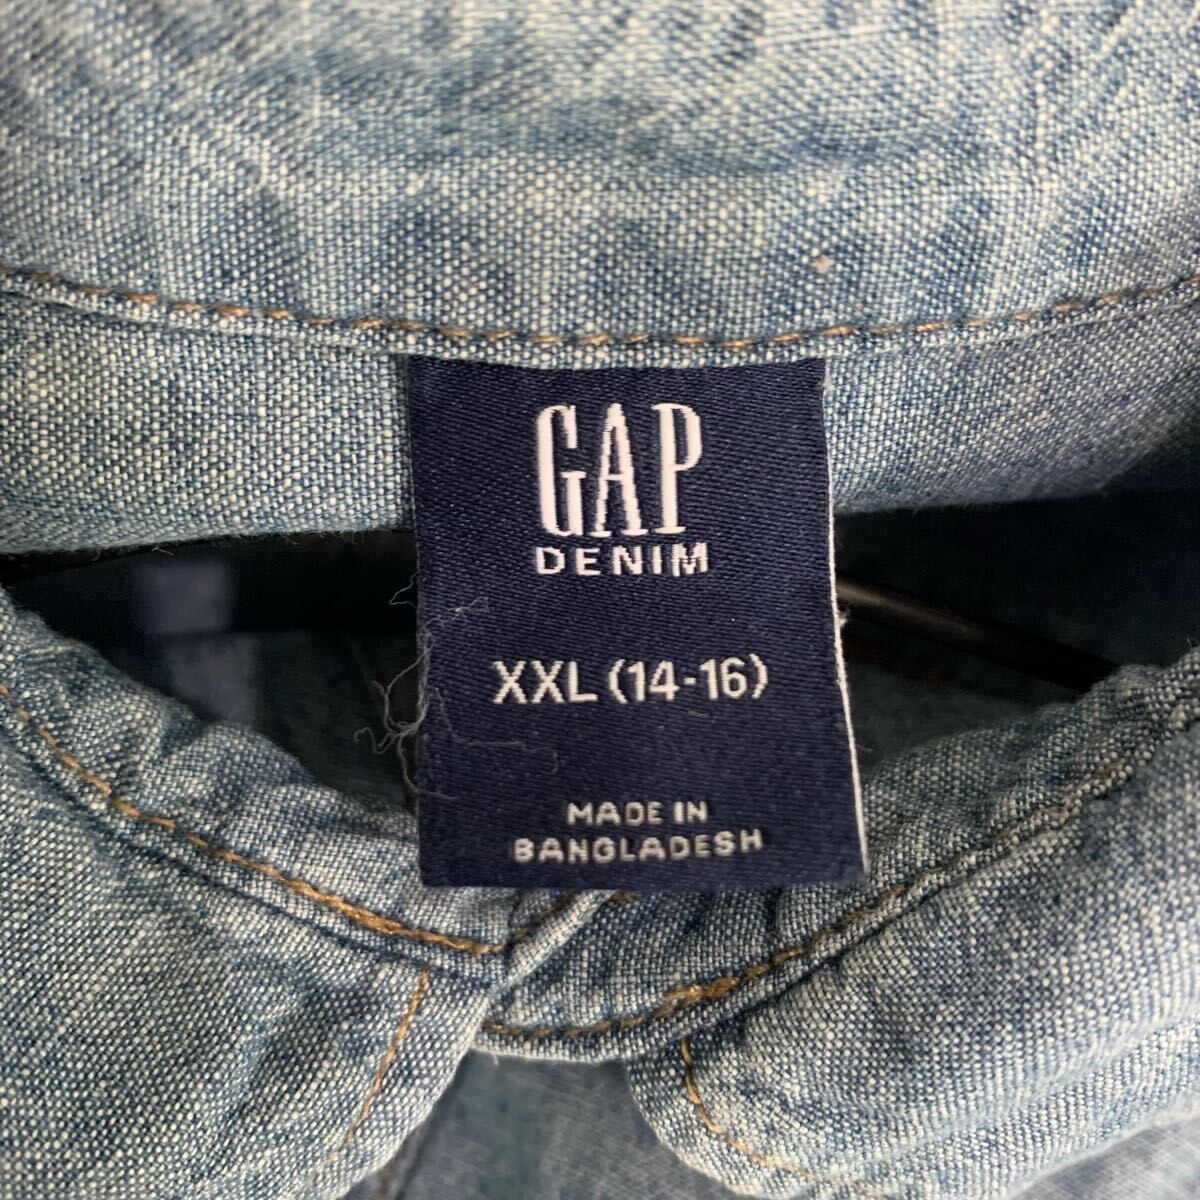 GAP
DENIM
XXL (14-16)
MADE IN
BANGLADESH